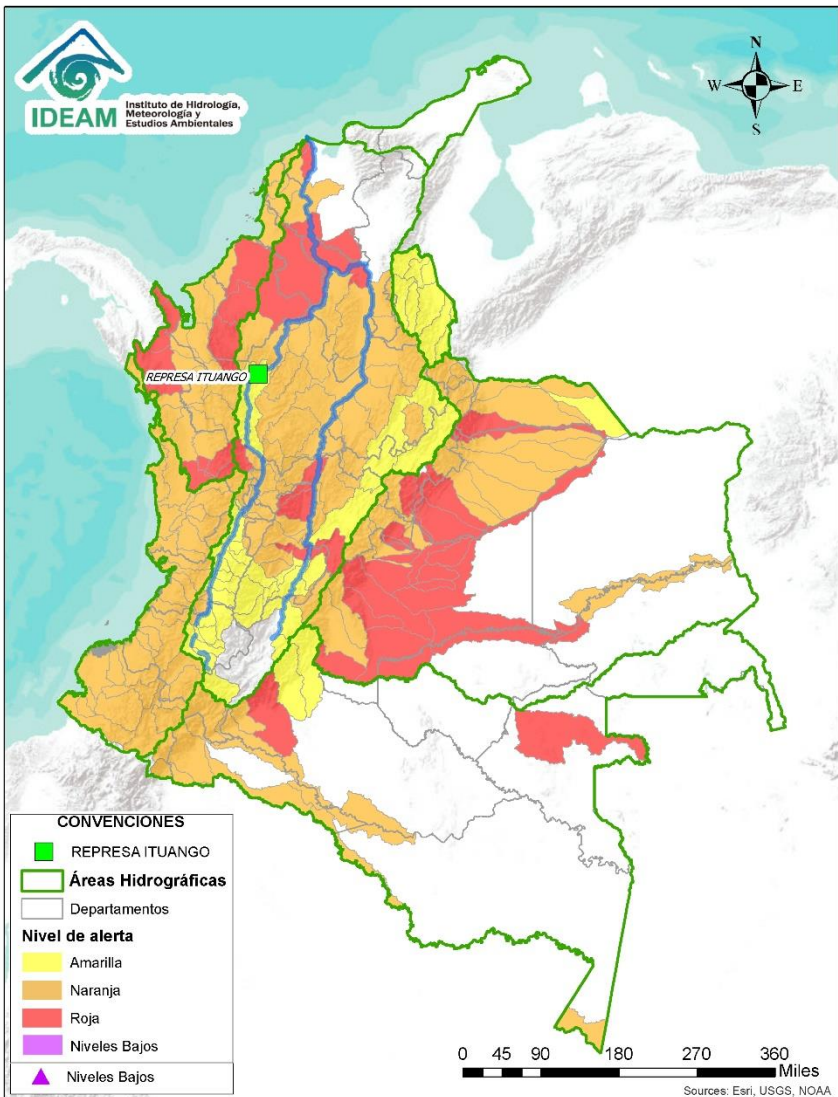 IDEAM
Instituto de Hidrología,
Meteorología y
Estudios Ambientales
N
W
E
S
REPRESA ITUANGO
CONVENCIONES
REPRESA ITUANGO
Áreas Hidrográficas
Departamentos
Nivel de alerta
Amarilla
Naranja
Roja
Niveles Bajos
Niveles Bajos
0 45 90 180 270 360
Miles
Sources: Esri, USGS, NOAA